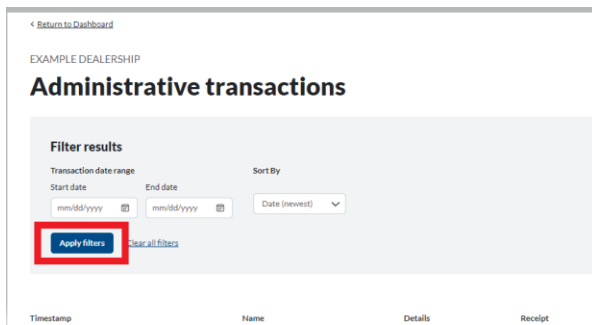 < Return to Dashboard
EXAMPLE DEALERSHIP
Administrative transactions
Filter results
Transaction date range
Sort By
Start date
End date
mm/dd/yyyy
mm/dd/yyyy
Date (newest)
Apply filters
Clear all filters
Timestamp Name Details Receipt